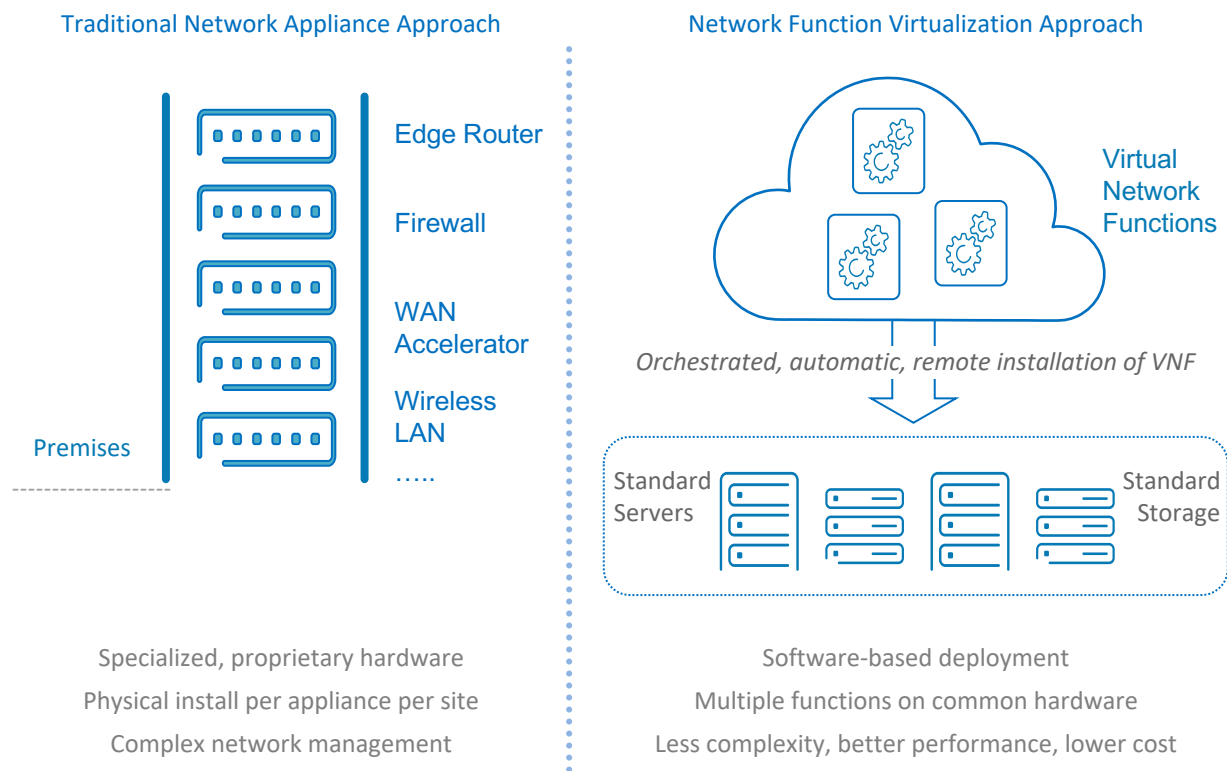 Traditional Network Appliance Approach
Edge Router
Firewall
WAN
Accelerator
Wireless
LAN
…..
Premises
Specialized, proprietary hardware
Physical install per appliance per site
Complex network management
Network Function Virtualization Approach
Virtual
Network
Functions
Orchestrated, automatic, remote installation of VNF
Standard
Servers
Standard
Storage
Software-based deployment
Multiple functions on common hardware
Less complexity, better performance, lower cost